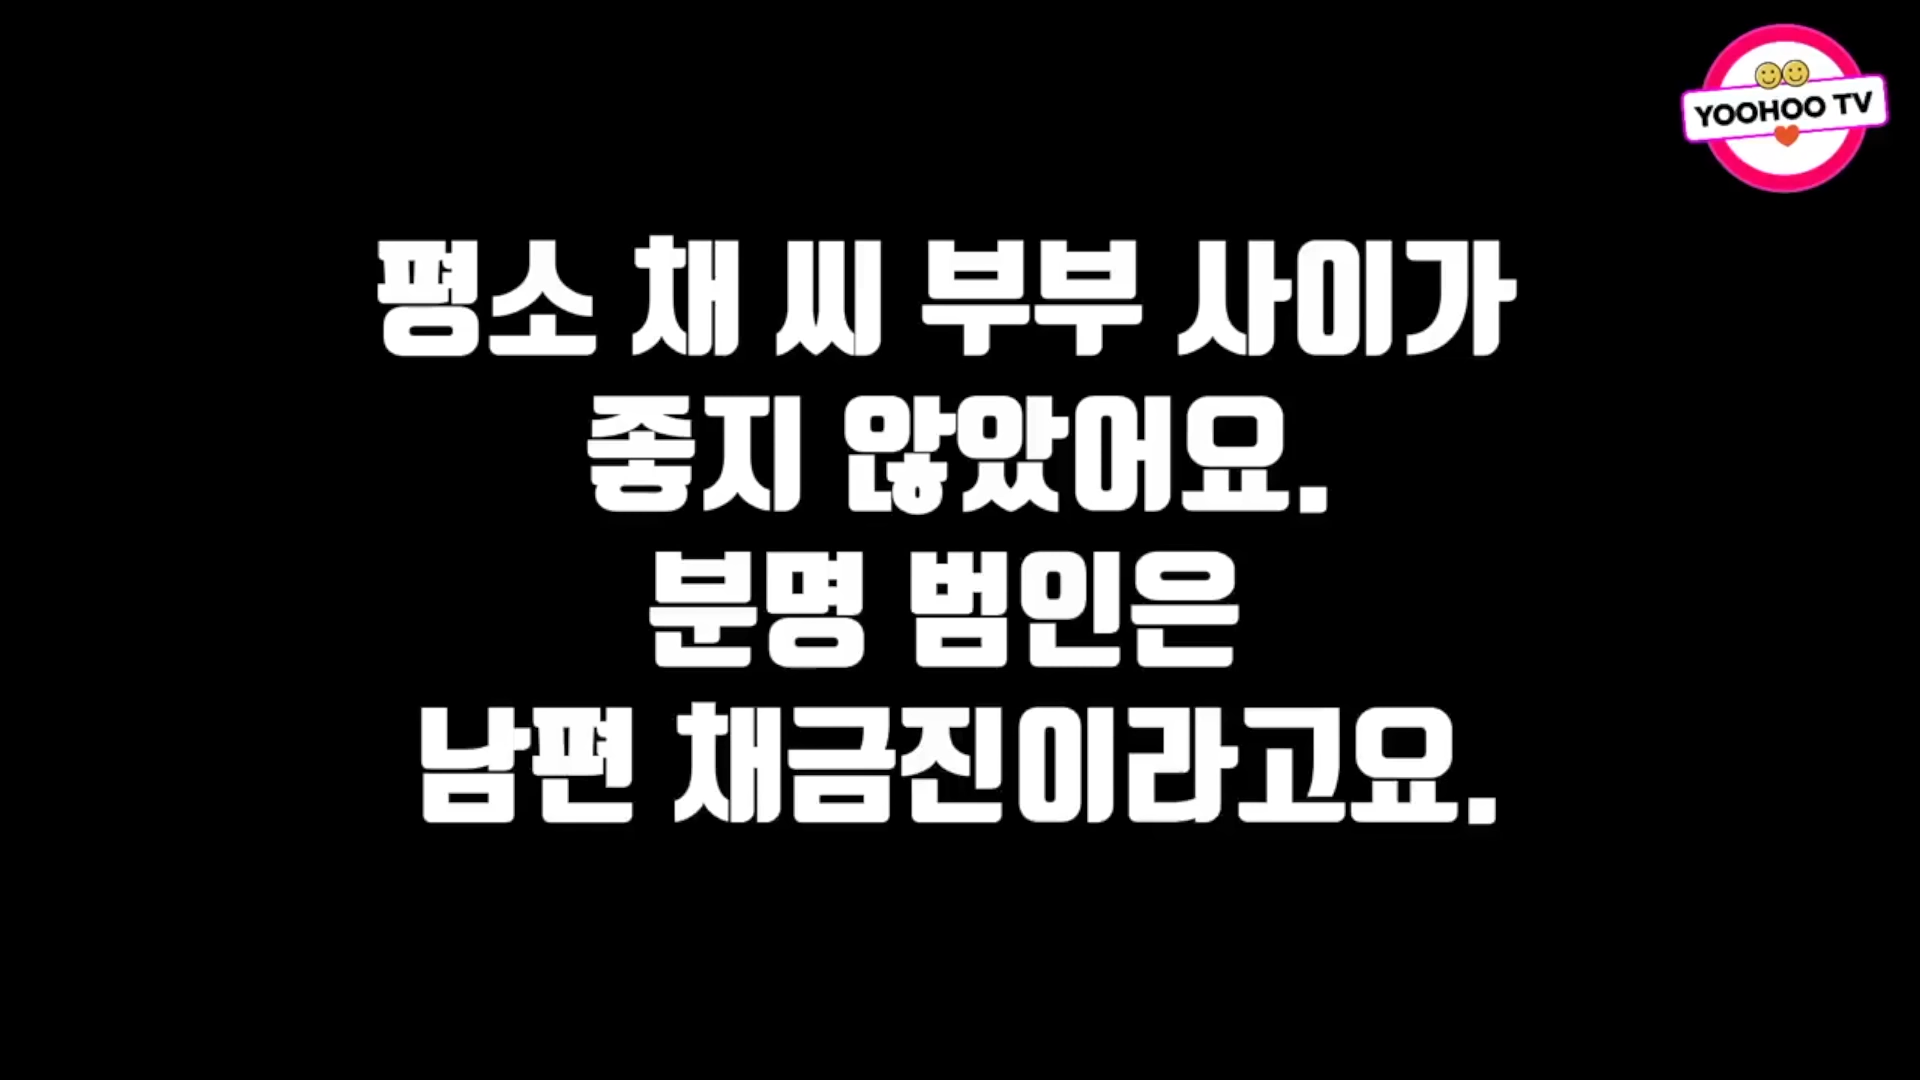 YOOHOO TV
평소 채 씨 부부 사이가
좋지 않았어요.
분명 범인은
남편 채금진이라고요.